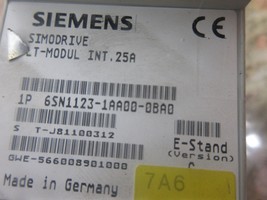 SIEMENS
CE
SIMODRIVE
LT-MODUL INT.25A
1P 6SN1123-1AA00-0BA0
S T-J81100312
E-Stand
(Version)
C
GWE-566008901000
Made in Germany
7A6